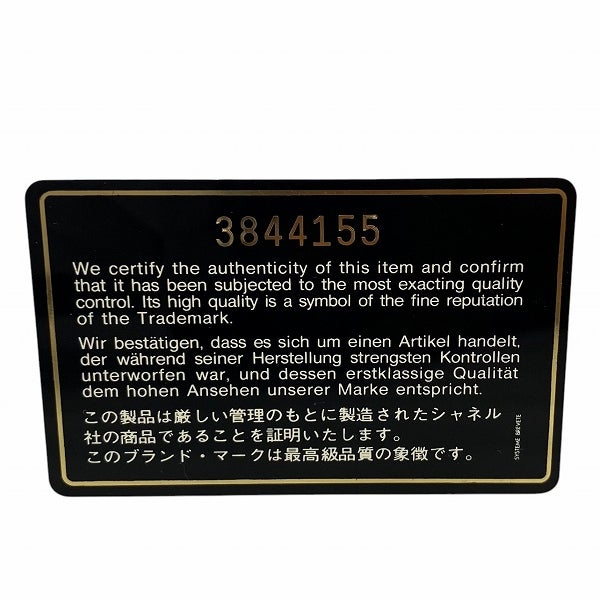 3844155
We certify the authenticity of this item and confirm
that it has been subjected to the most exacting quality
control. Its high quality is a symbol of the fine reputation
of the Trademark.
Wir bestätigen, dass es sich um einen Artikel handelt,
der während seiner Herstellung strengsten Kontrollen
unterworfen war, und dessen erstklassige Qualität
dem hohen Ansehen unserer Marke entspricht.
この製品は厳しい管理のもとに製造されたシャネル
社の商品であることを証明いたします。
このブランド・マークは最高級品質の象徴です。
SYSTEME BREVETE